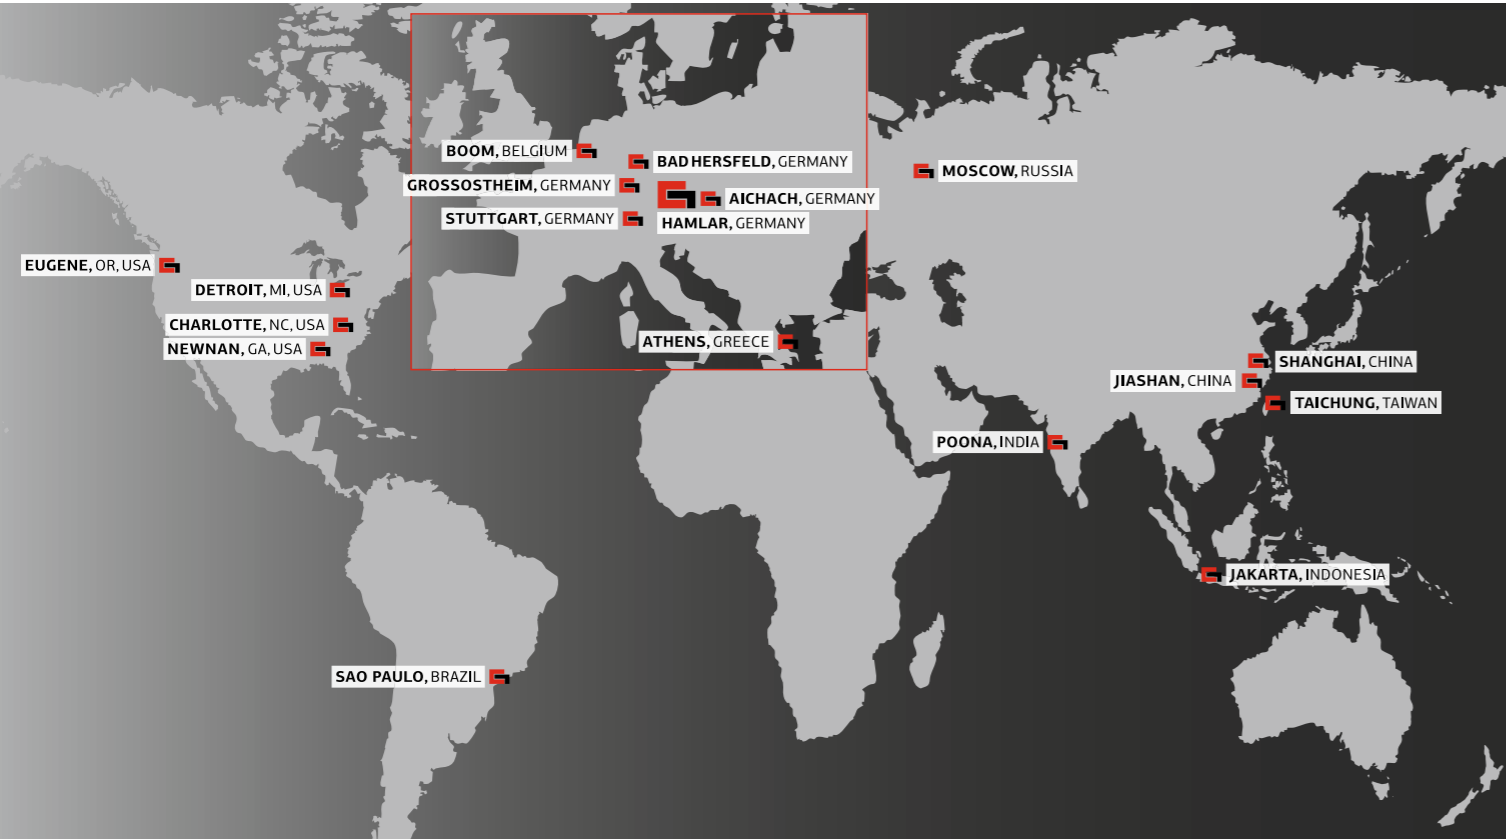 BOOM, BELGIUM
BAD HERSFELD, GERMANY
GROSSOSTHEIM, GERMANY
AICHACH, GERMANY
STUTTGART, GERMANY
HAMLAR, GERMANY
MOSCOW, RUSSIA
EUGENE, OR, USA
DETROIT, MI, USA
CHARLOTTE, NC, USA
NEWNAN, GA, USA
ATHENS, GREECE
SHANGHAI, CHINA
JIASHAN, CHINA
TAICHUNG, TAIWAN
POONA, INDIA
JAKARTA, INDONESIA
SAO PAULO, BRAZIL